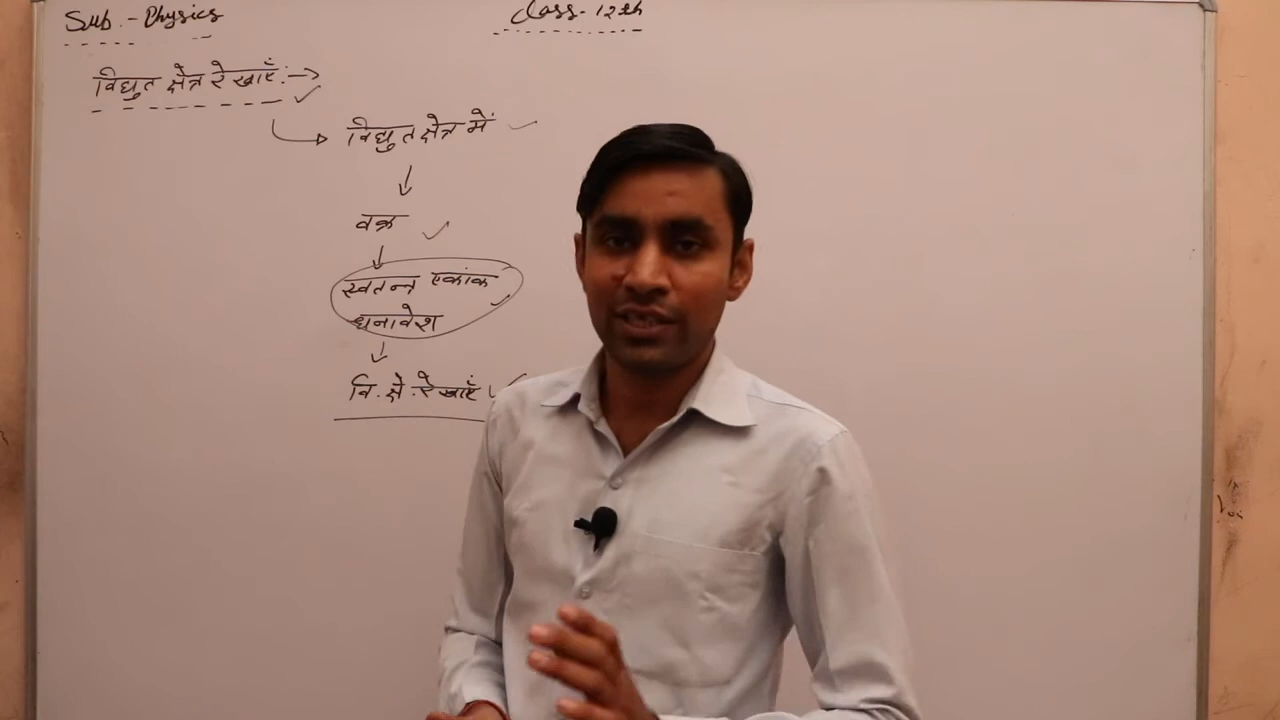 Sub.- Physics
Class- 12th
विद्युत क्षेत्र रेखाएँ:→
विद्युत क्षेत्र में
वक्र
स्वतन्त्र एकांक
धनावेश
वि. क्षे. रेखाएँ